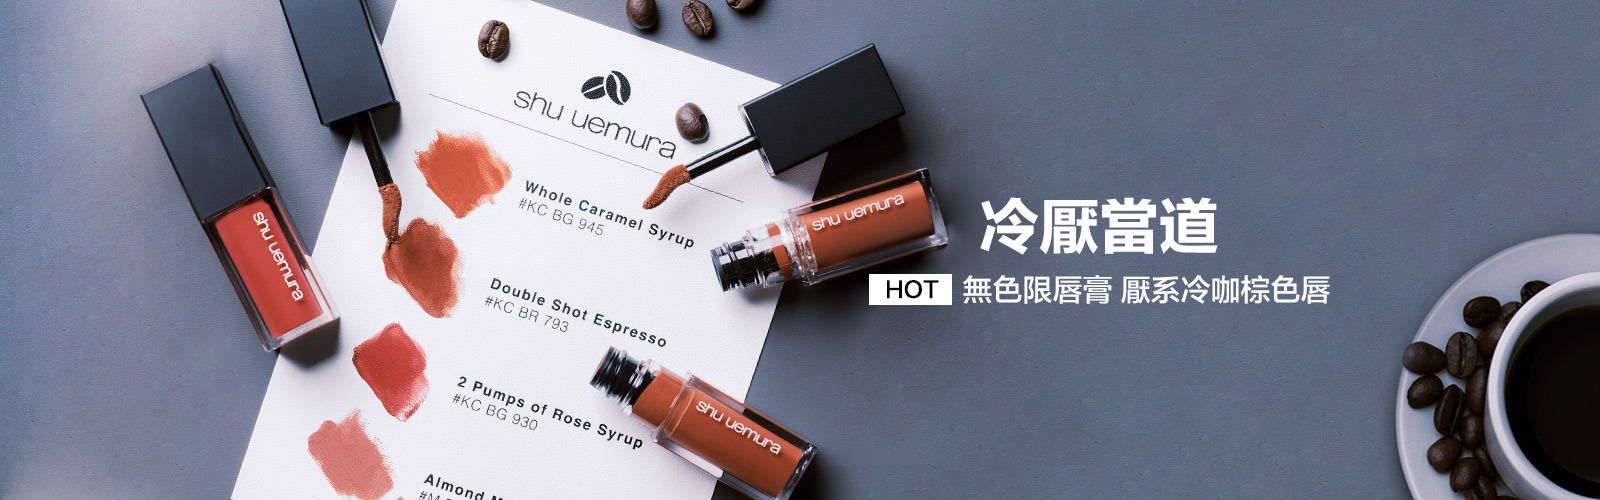 shu uemura
Whole Caramel Syrup
#KC BG 945
Double Shot Espresso
#KC BR 793
2 Pumps of Rose Syrup
#KC BG 930
Almond
shu uemura
shu uemura
shu uemura
冷厭當道
HOT 無色限唇膏 厭系冷咖棕色唇